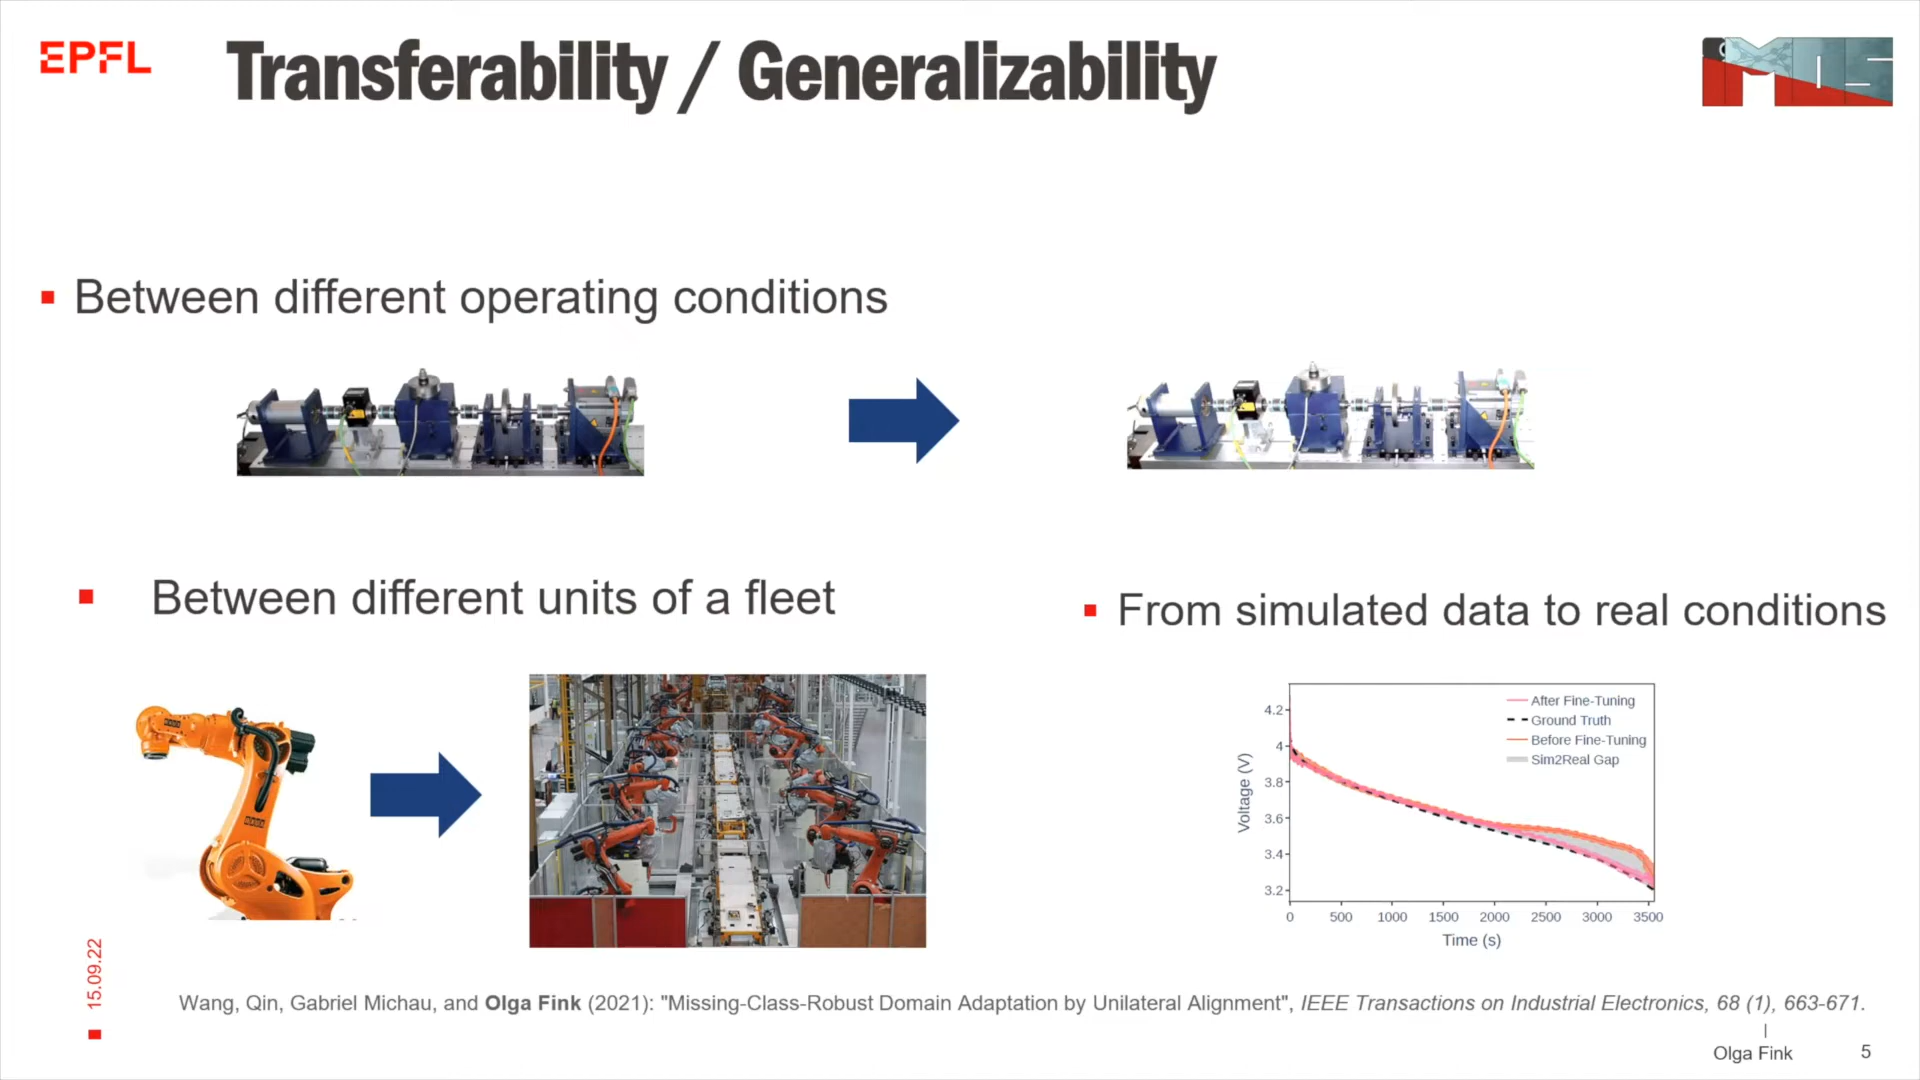 EPFL
Transferability / Generalizability
Between different operating conditions
Between different units of a fleet
From simulated data to real conditions
After Fine-Tuning
Ground Truth
Before Fine-Tuning
Sim2Real Gap
Voltage (V)
4.2
4
3.8
3.6
3.4
3.2
0 500 1000 1500 2000 2500 3000 3500
Time (s)
15.09.22
Wang, Qin, Gabriel Michau, and Olga Fink (2021): "Missing-Class-Robust Domain Adaptation by Unilateral Alignment", IEEE Transactions on Industrial Electronics, 68 (1), 663-671.
Olga Fink
5